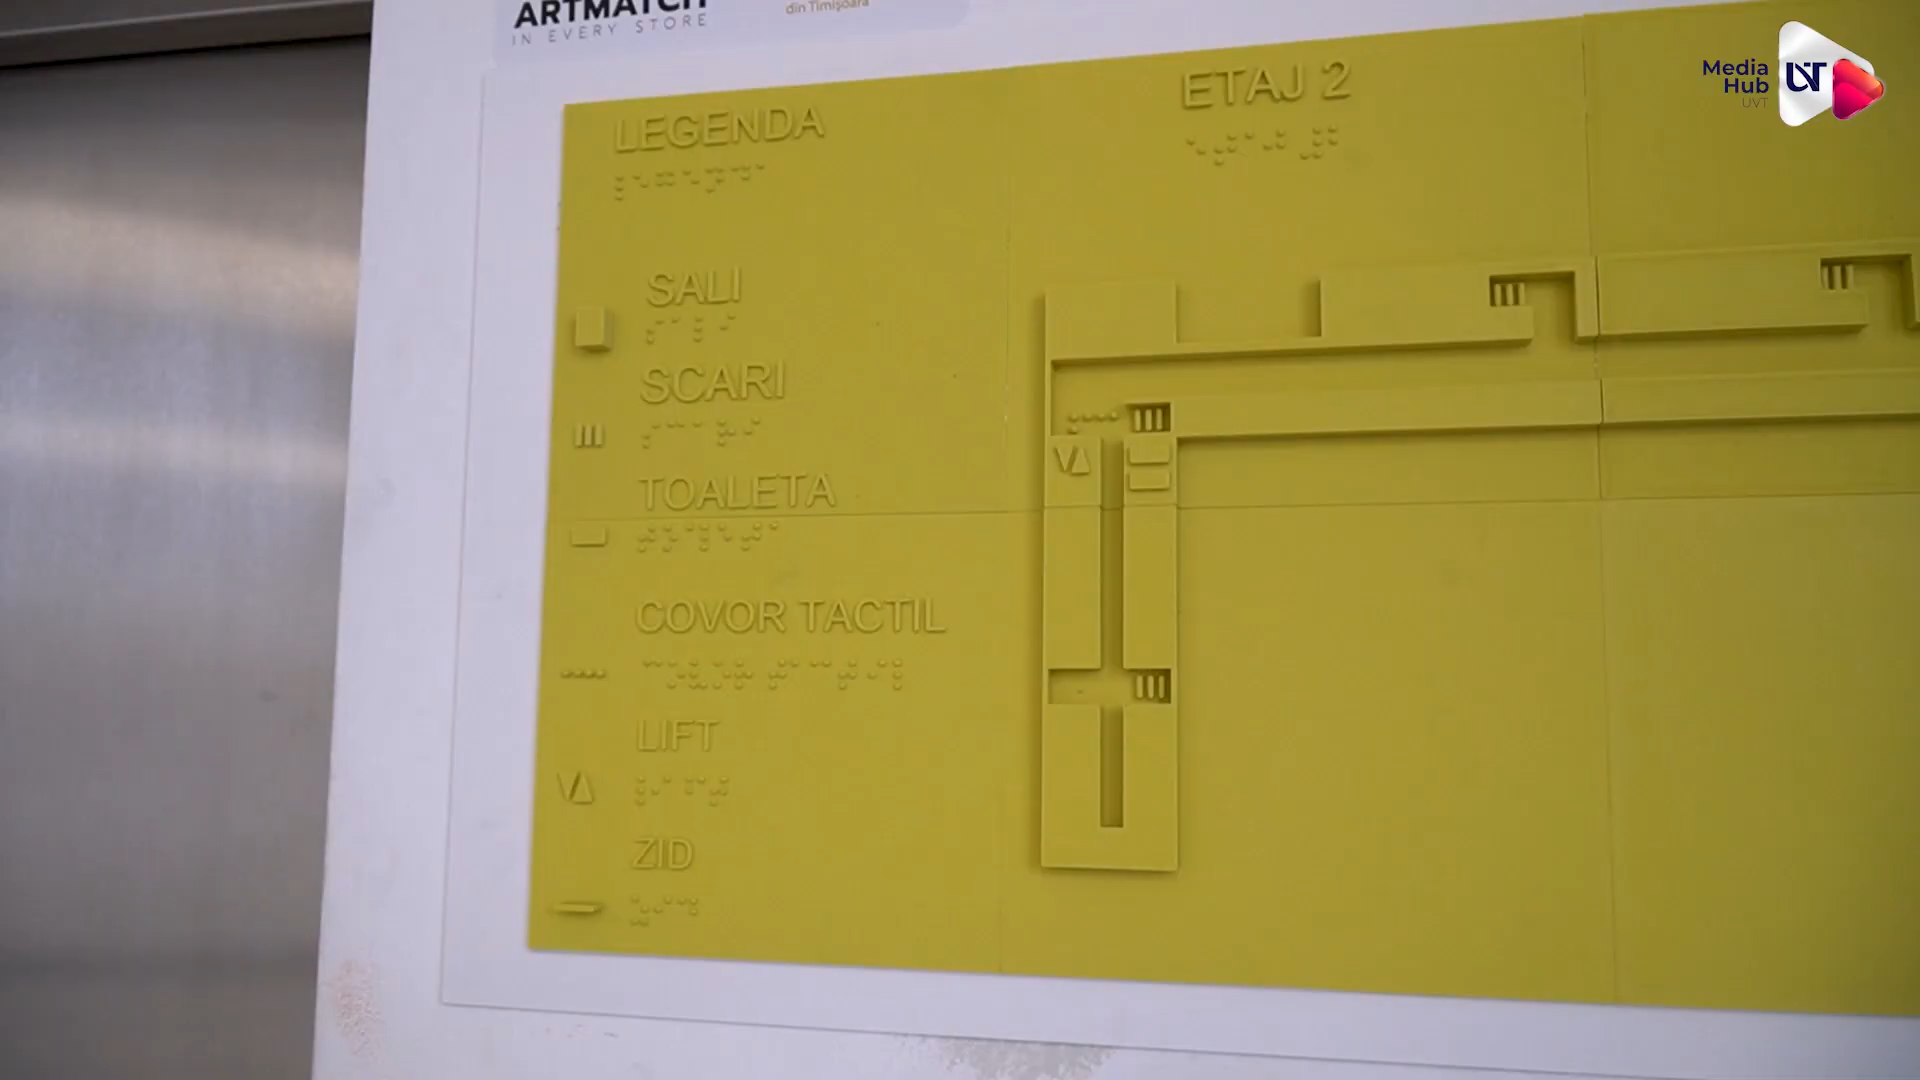 ARTMATCH
IN EVERY STORE
din Timișoara
Media
Hub
UVT
LEGENDA
ETAJ 2
SALI
SCARI
TOALETA
COVOR TACTIL
LIFT
ZID